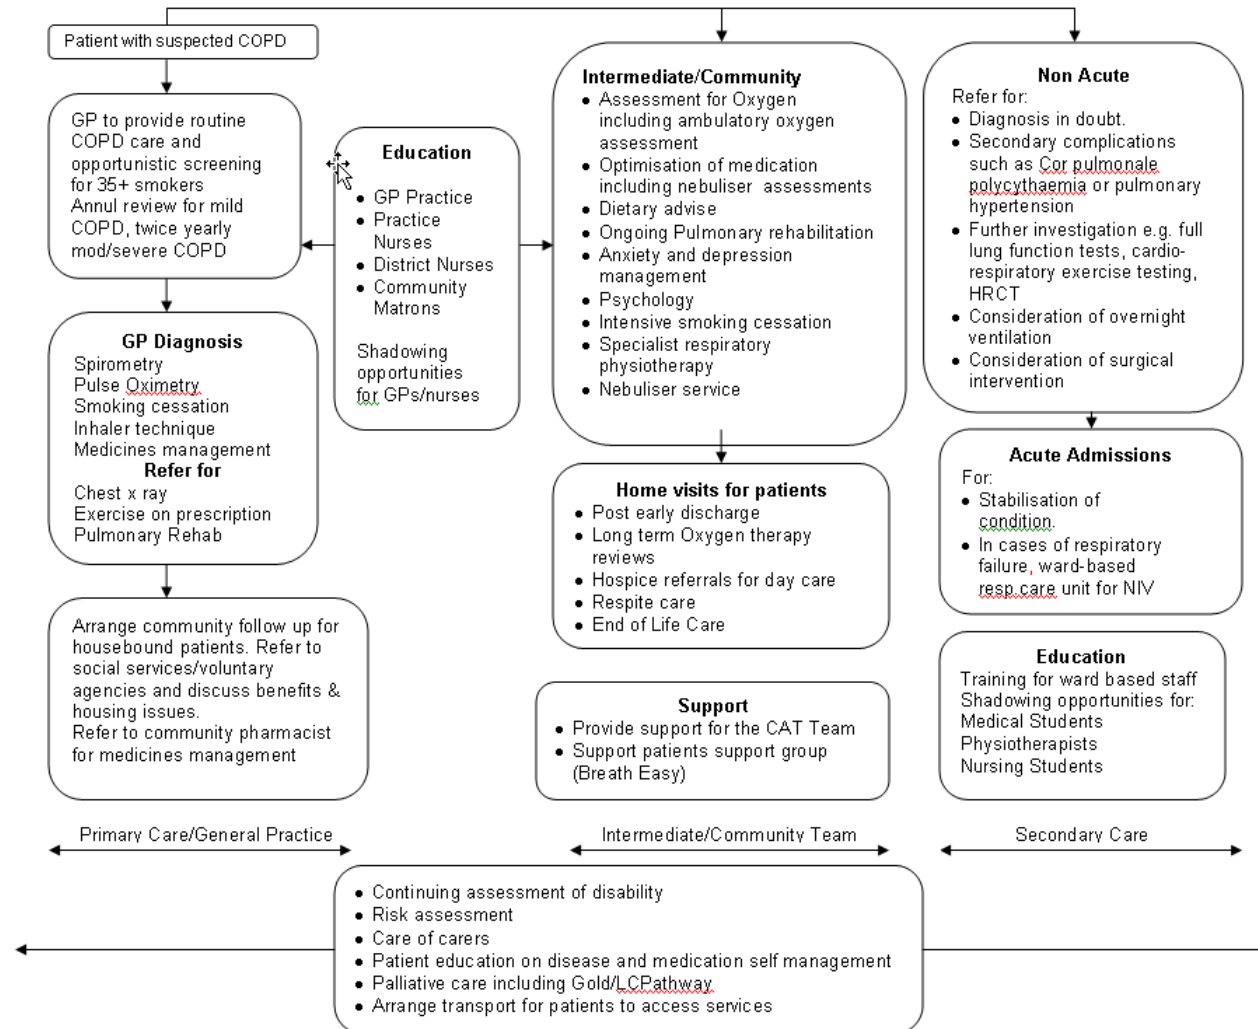 Patient with suspected COPD
GP to provide routine
COPD care and
opportunistic screening
for 35+ smokers
Annul review for mild
COPD, twice yearly
mod/severe COPD
GP Diagnosis
Spirometry
Pulse Oximetry
Smoking cessation
Inhaler technique
Medicines management
Refer for
Chest x ray
Exercise on prescription
Pulmonary Rehab
Arrange community follow up for
housebound patients. Refer to
social services/voluntary
agencies and discuss benefits &
housing issues.
Refer to community pharmacist
for medicines management
Primary Care/General Practice
Education
• GP Practice
• Practice
Nurses
• District Nurses
• Community
Matrons
Shadowing
opportunities
for GPs/nurses
Intermediate/Community
• Assessment for Oxygen
including ambulatory oxygen
assessment
• Optimisation of medication
including nebuliser assessments
• Dietary advise
• Ongoing Pulmonary rehabilitation
• Anxiety and depression
management
• Psychology
• Intensive smoking cessation
• Specialist respiratory
physiotherapy
• Nebuliser service
Home visits for patients
• Post early discharge
• Long term Oxygen therapy
reviews
• Hospice referrals for day care
• Respite care
• End of Life Care
Support
• Provide support for the CAT Team
• Support patients support group
(Breath Easy)
Intermediate/Community Team
Non Acute
Refer for:
• Diagnosis in doubt.
• Secondary complications
such as Cor pulmonale
polycythaemia or pulmonary
hypertension
• Further investigation e.g. full
lung function tests, cardio-
respiratory exercise testing,
HRCT
• Consideration of overnight
ventilation
• Consideration of surgical
intervention
Acute Admissions
For:
• Stabilisation of
condition.
• In cases of respiratory
failure, ward-based
resp.care unit for NIV
Education
Training for ward based staff
Shadowing opportunities for:
Medical Students
Physiotherapists
Nursing Students
Secondary Care
• Continuing assessment of disability
• Risk assessment
• Care of carers
• Patient education on disease and medication self management
• Palliative care including Gold/LCPathway
• Arrange transport for patients to access services